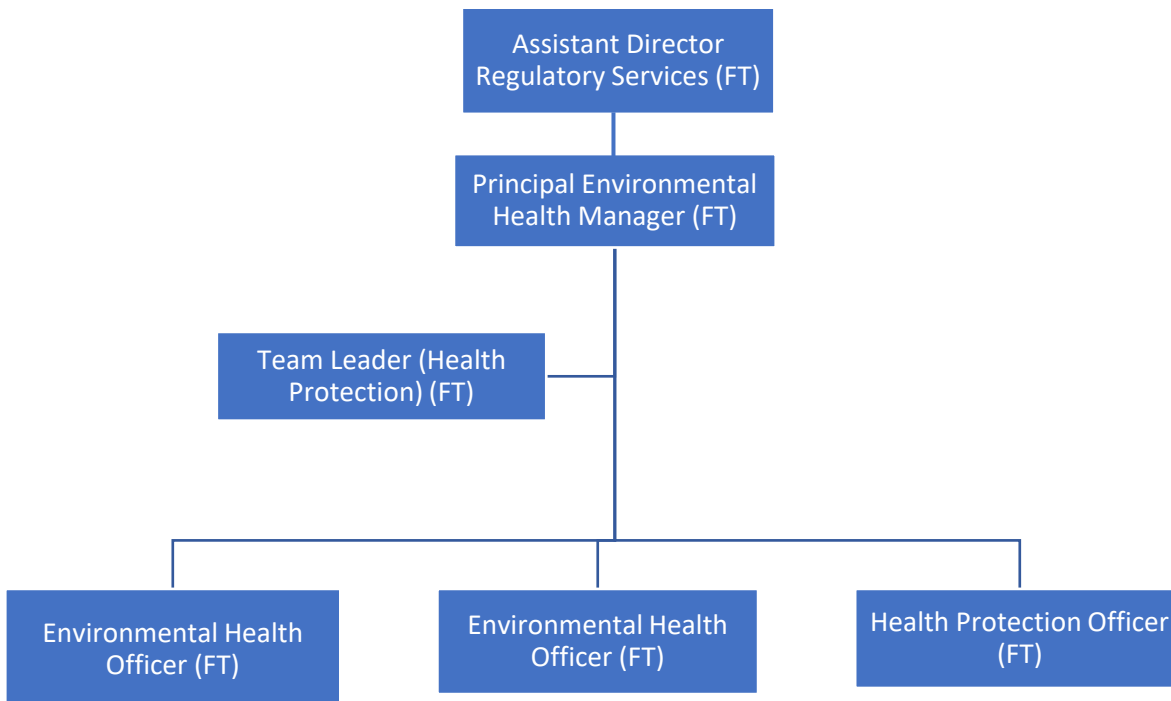 Assistant Director
Regulatory Services (FT)
Principal Environmental
Health Manager (FT)
Team Leader (Health
Protection) (FT)
Environmental Health
Officer (FT)
Environmental Health
Officer (FT)
Health Protection Officer
(FT)